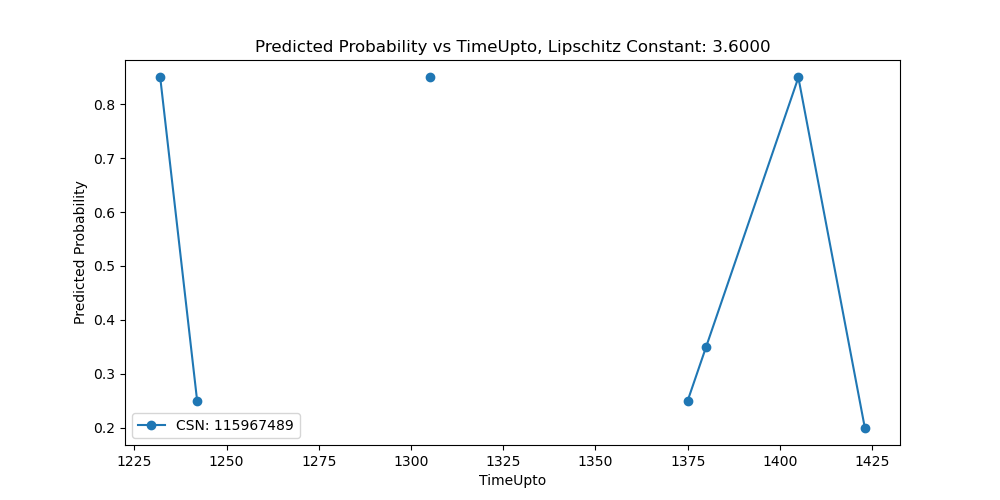 Predicted Probability vs TimeUpto, Lipschitz Constant: 3.6000
Predicted Probability
0.8
0.7
0.6
0.5
0.4
0.3
0.2
CSN: 115967489
1225 1250 1275 1300 1325 1350 1375 1400 1425
TimeUpto